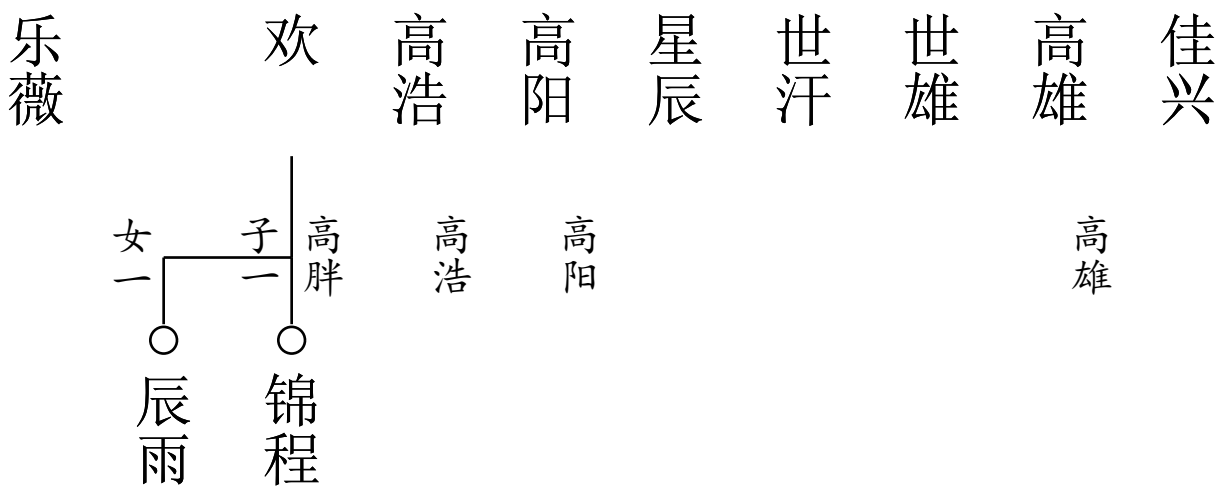 乐薇
欢
高浩
高阳
星辰
世汗
世雄
高雄
佳兴
女一
子一
高胖
高浩
高阳
高雄
辰雨
锦程